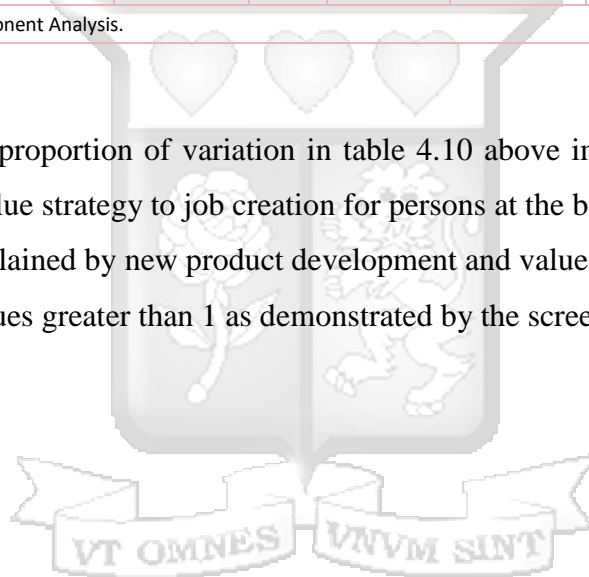 onent Analysis.
proportion of variation in table 4.10 above in
lue strategy to job creation for persons at the b
lained by new product development and value
ues greater than 1 as demonstrated by the scree
VT OMNES VNVM SINT